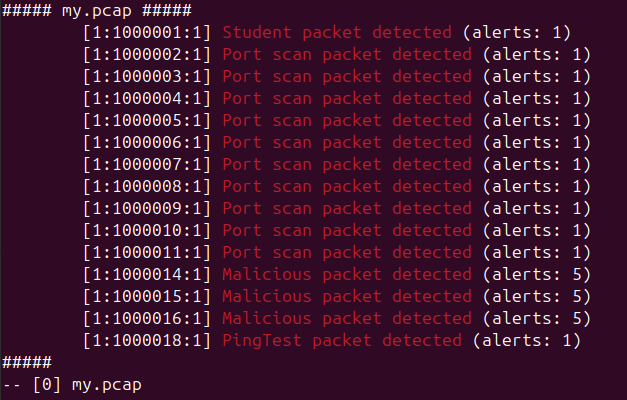 ##### my.pcap #####
[1:1000001:1] Student packet detected (alerts: 1)
[1:1000002:1] Port scan packet detected (alerts: 1)
[1:1000003:1] Port scan packet detected (alerts: 1)
[1:1000004:1] Port scan packet detected (alerts: 1)
[1:1000005:1] Port scan packet detected (alerts: 1)
[1:1000006:1] Port scan packet detected (alerts: 1)
[1:1000007:1] Port scan packet detected (alerts: 1)
[1:1000008:1] Port scan packet detected (alerts: 1)
[1:1000009:1] Port scan packet detected (alerts: 1)
[1:1000010:1] Port scan packet detected (alerts: 1)
[1:1000011:1] Port scan packet detected (alerts: 1)
[1:1000014:1] Malicious packet detected (alerts: 5)
[1:1000015:1] Malicious packet detected (alerts: 5)
[1:1000016:1] Malicious packet detected (alerts: 5)
[1:1000018:1] PingTest packet detected (alerts: 1)
#####
-- [0] my.pcap